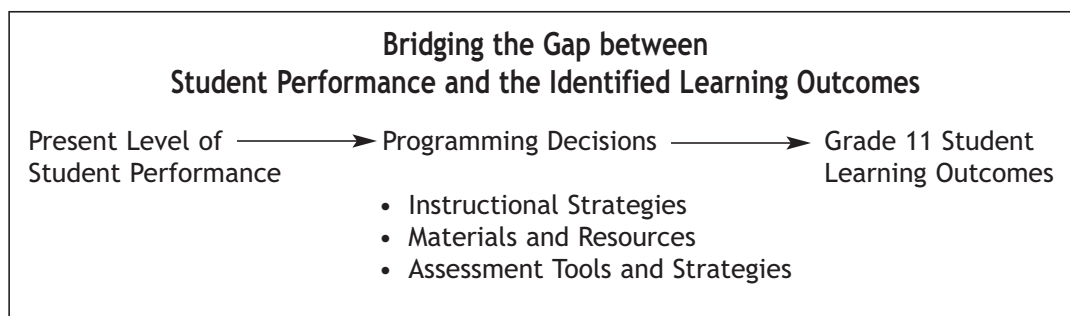 Bridging the Gap between
Student Performance and the Identified Learning Outcomes
Present Level of
Student Performance
Programming Decisions
• Instructional Strategies
• Materials and Resources
• Assessment Tools and Strategies
Grade 11 Student
Learning Outcomes